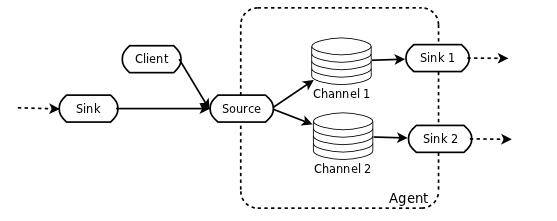 Client
Sink
Source
Channel 1
Channel 2
Sink 1
Sink 2
Agent